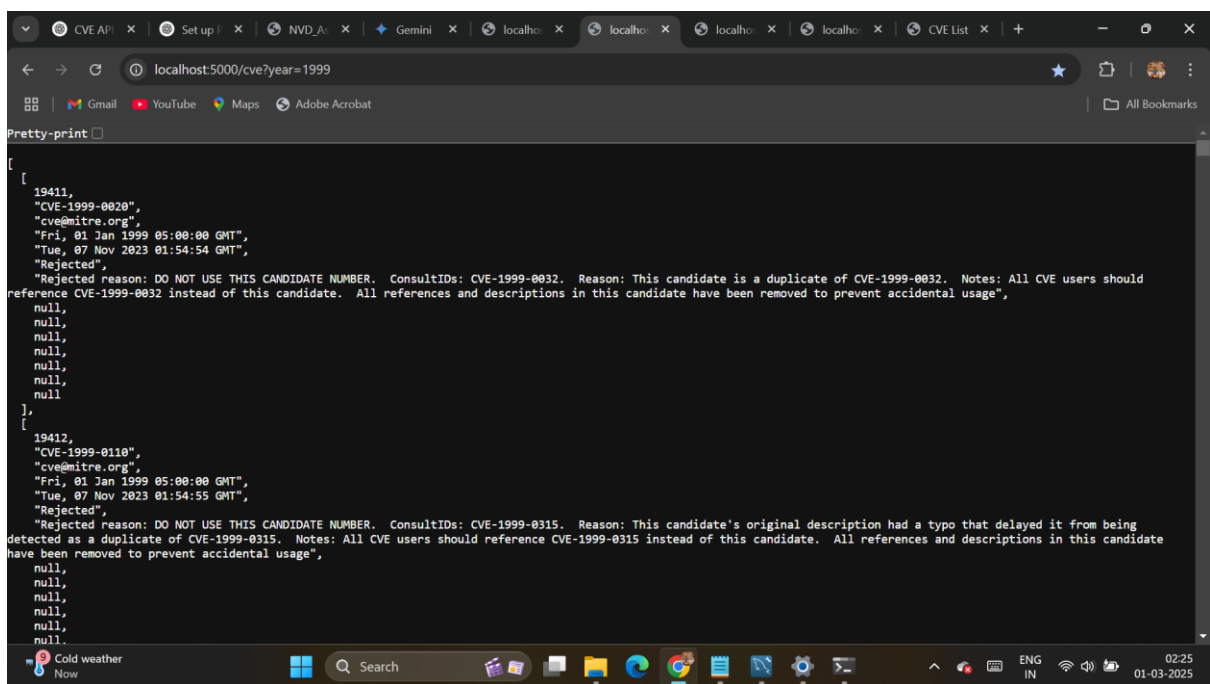 CVE API
Set up P
NVD_As
Gemini
localho
localho
localho
localho
CVE List
localhost:5000/cve?year=1999
Gmail
YouTube
Maps
Adobe Acrobat
All Bookmarks
Pretty-print
[
[
19411,
"CVE-1999-0020",
"cve@mitre.org",
"Fri, 01 Jan 1999 05:00:00 GMT",
"Tue, 07 Nov 2023 01:54:54 GMT",
"Rejected",
"Rejected reason: DO NOT USE THIS CANDIDATE NUMBER.  ConsultIDs: CVE-1999-0032.  Reason: This candidate is a duplicate of CVE-1999-0032.  Notes: All CVE users should
reference CVE-1999-0032 instead of this candidate.  All references and descriptions in this candidate have been removed to prevent accidental usage",
null,
null,
null,
null,
null,
null,
null
],
[
19412,
"CVE-1999-0110",
"cve@mitre.org",
"Fri, 01 Jan 1999 05:00:00 GMT",
"Tue, 07 Nov 2023 01:54:55 GMT",
"Rejected",
"Rejected reason: DO NOT USE THIS CANDIDATE NUMBER.  ConsultIDs: CVE-1999-0315.  Reason: This candidate's original description had a typo that delayed it from being
detected as a duplicate of CVE-1999-0315.  Notes: All CVE users should reference CVE-1999-0315 instead of this candidate.  All references and descriptions in this candidate
have been removed to prevent accidental usage",
null,
null,
null,
null,
null,
null,
9
Cold weather
Now
Search
ENG
IN
02:25
01-03-2025